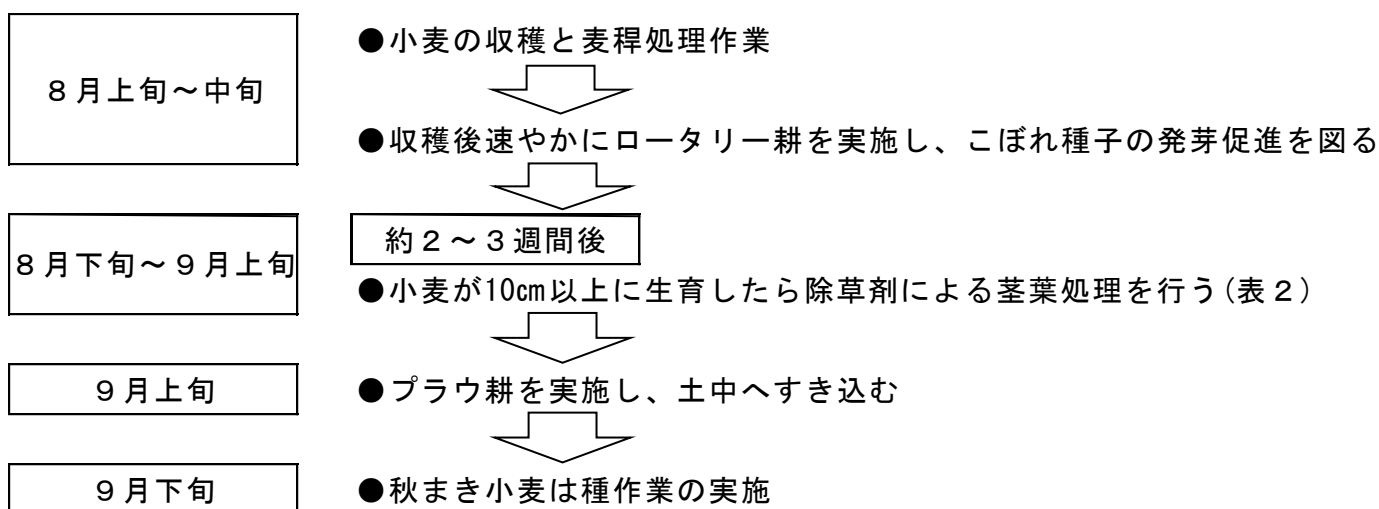 ●小麦の収穫と麦稈処理作業
８月上旬～中旬
●収穫後速やかにロータリー耕を実施し、こぼれ種子の発芽促進を図る
約２～３週間後
８月下旬～９月上旬
●小麦が10㎝以上に生育したら除草剤による茎葉処理を行う(表２)
９月上旬
●プラウ耕を実施し、土中へすき込む
９月下旬
●秋まき小麦は種作業の実施